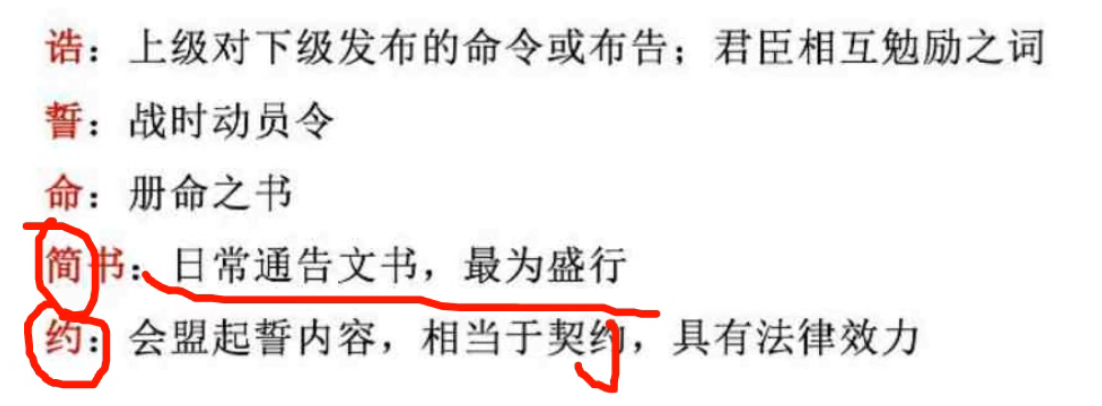 诰：上级对下级发布的命令或布告；君臣相互勉励之词
誓：战时动员令
命：册命之书
简书：日常通告文书，最为盛行
约：会盟起誓内容，相当于契约，具有法律效力